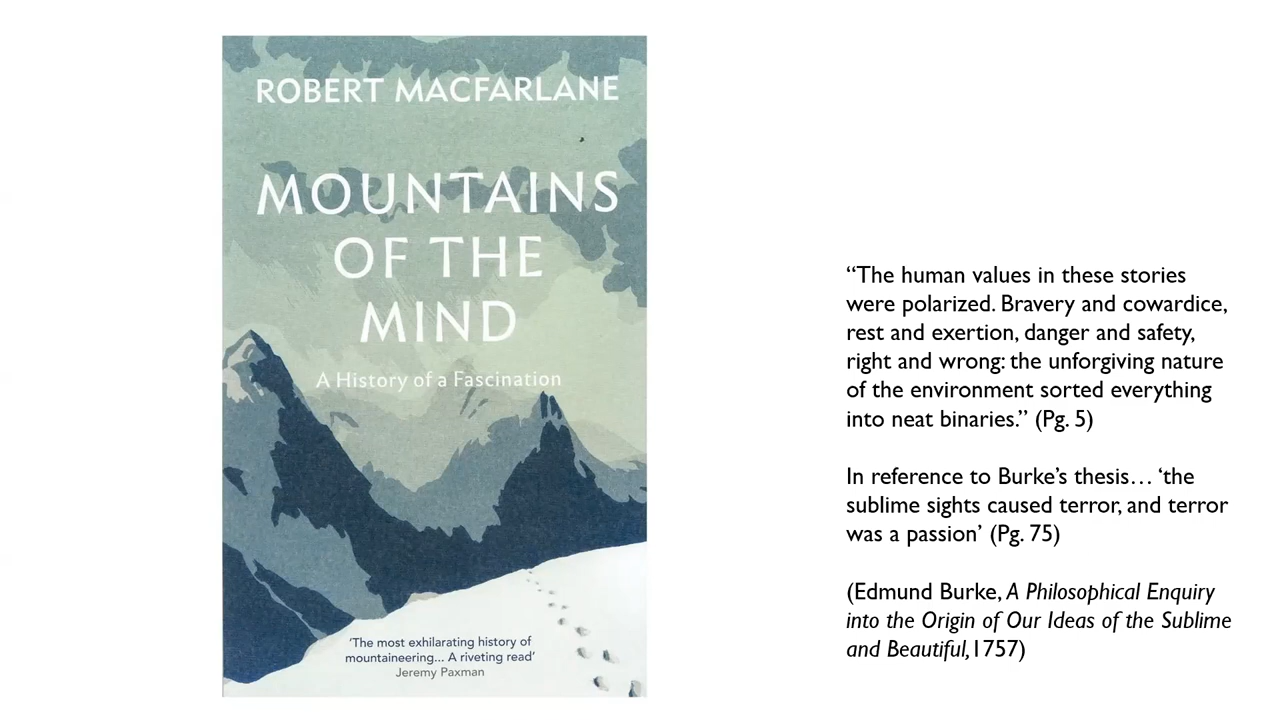 ROBERT MACFARLANE
MOUNTAINS
OF THE
MIND
A History of a Fascination
‘The most exhilarating history of
mountaineering... A riveting read’
Jeremy Paxman
“The human values in these stories
were polarized. Bravery and cowardice,
rest and exertion, danger and safety,
right and wrong: the unforgiving nature
of the environment sorted everything
into neat binaries.” (Pg. 5)
In reference to Burke’s thesis… ‘the
sublime sights caused terror, and terror
was a passion’ (Pg. 75)
(Edmund Burke, A Philosophical Enquiry
into the Origin of Our Ideas of the Sublime
and Beautiful, 1757)